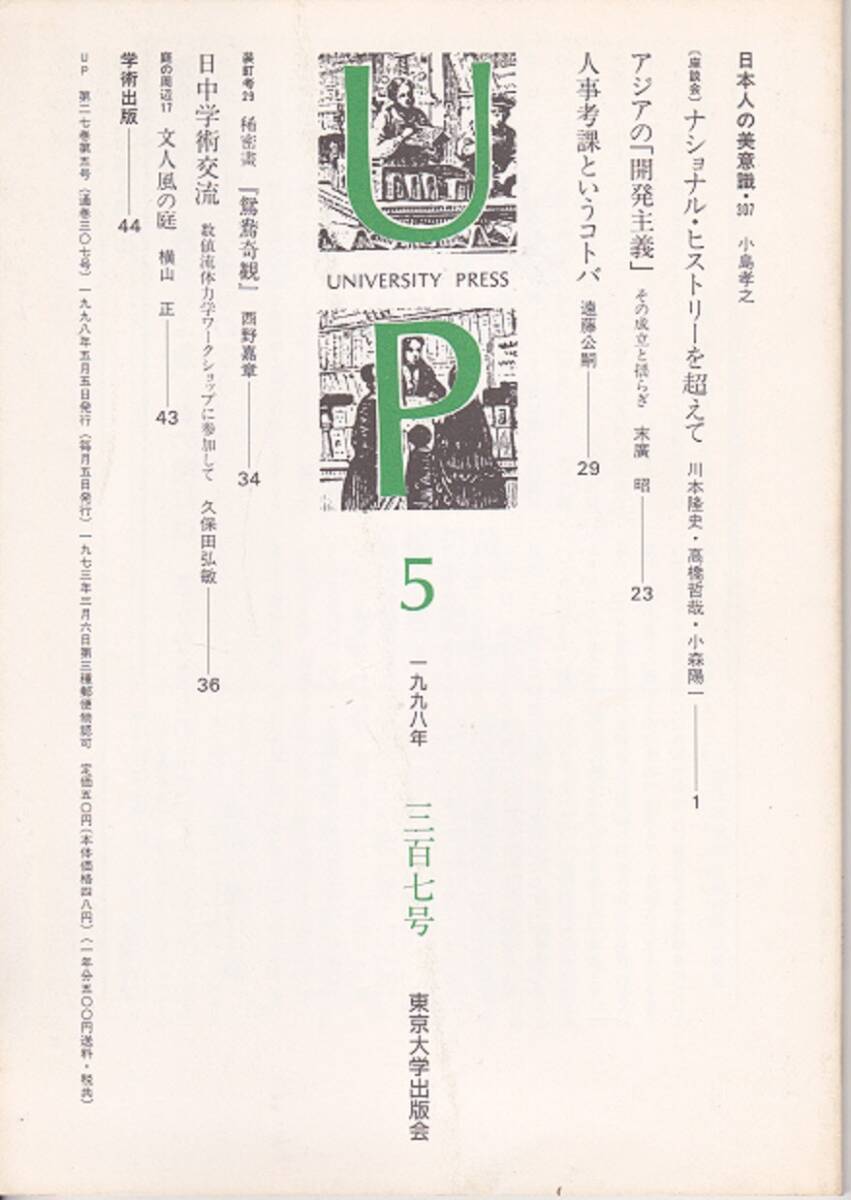 日本人の美意識・307 小島孝之
〔座談会〕ナショナル・ヒストリーを超えて 川本隆史・高橋哲哉・小森陽一――1
アジアの「開発主義」 その成立と揺らぎ 末廣 昭――23
人事考課というコトバ 遠藤公嗣――29
UP
UNIVERSITY PRESS
5
一九九八年
三百七号
東京大学出版会
装訂考29 秘密畫『鴛鴦奇観』 西野嘉章――34
日中学術交流 数値流体力学ワークショップに参加して 久保田弘敏――36
庭の周辺17 文人風の庭 横山 正――43
学術出版――44
UP 第二七巻第五号（通巻三〇七号）一九九八年五月五日発行（毎月五日発行）一九七三年二月六日第三種郵便物認可 定価五〇円（本体価格四八円）（一年分五〇〇円送料・税共）